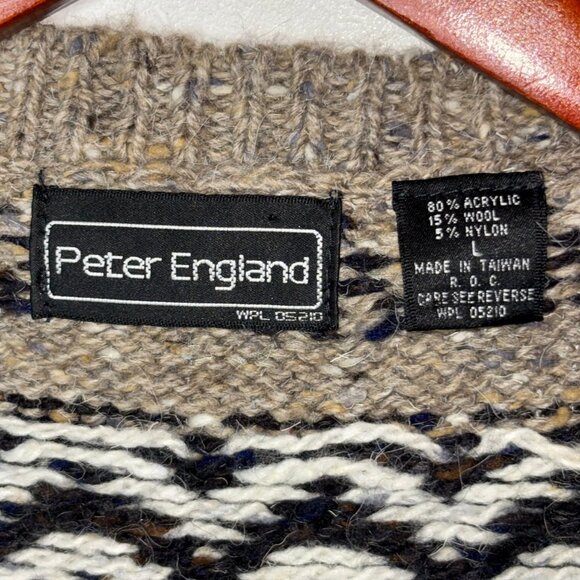 Peter England
WPL 05210
80% ACRYLIC
15% WOOL
5% NYLON
L
MADE IN TAIWAN
R. O. C.
CARE SEE REVERSE
WPL 05210